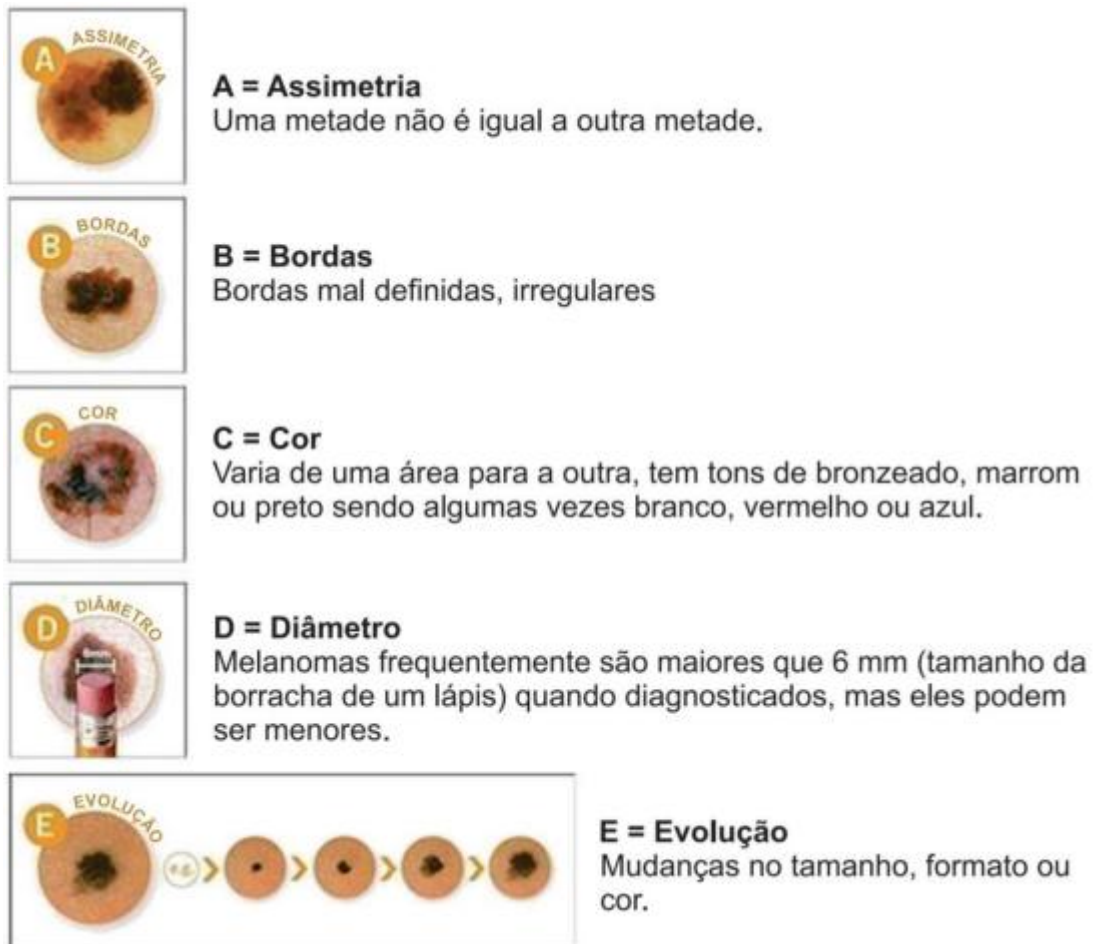 A
ASSIMETRIA
A = Assimetria
Uma metade não é igual a outra metade.
B
BORDAS
B = Bordas
Bordas mal definidas, irregulares
C
COR
C = Cor
Varia de uma área para a outra, tem tons de bronzeado, marrom
ou preto sendo algumas vezes branco, vermelho ou azul.
D
DIÂMETRO
6mm
D = Diâmetro
Melanomas frequentemente são maiores que 6 mm (tamanho da
borracha de um lápis) quando diagnosticados, mas eles podem
ser menores.
E
EVOLUÇÃO
E = Evolução
Mudanças no tamanho, formato ou
cor.